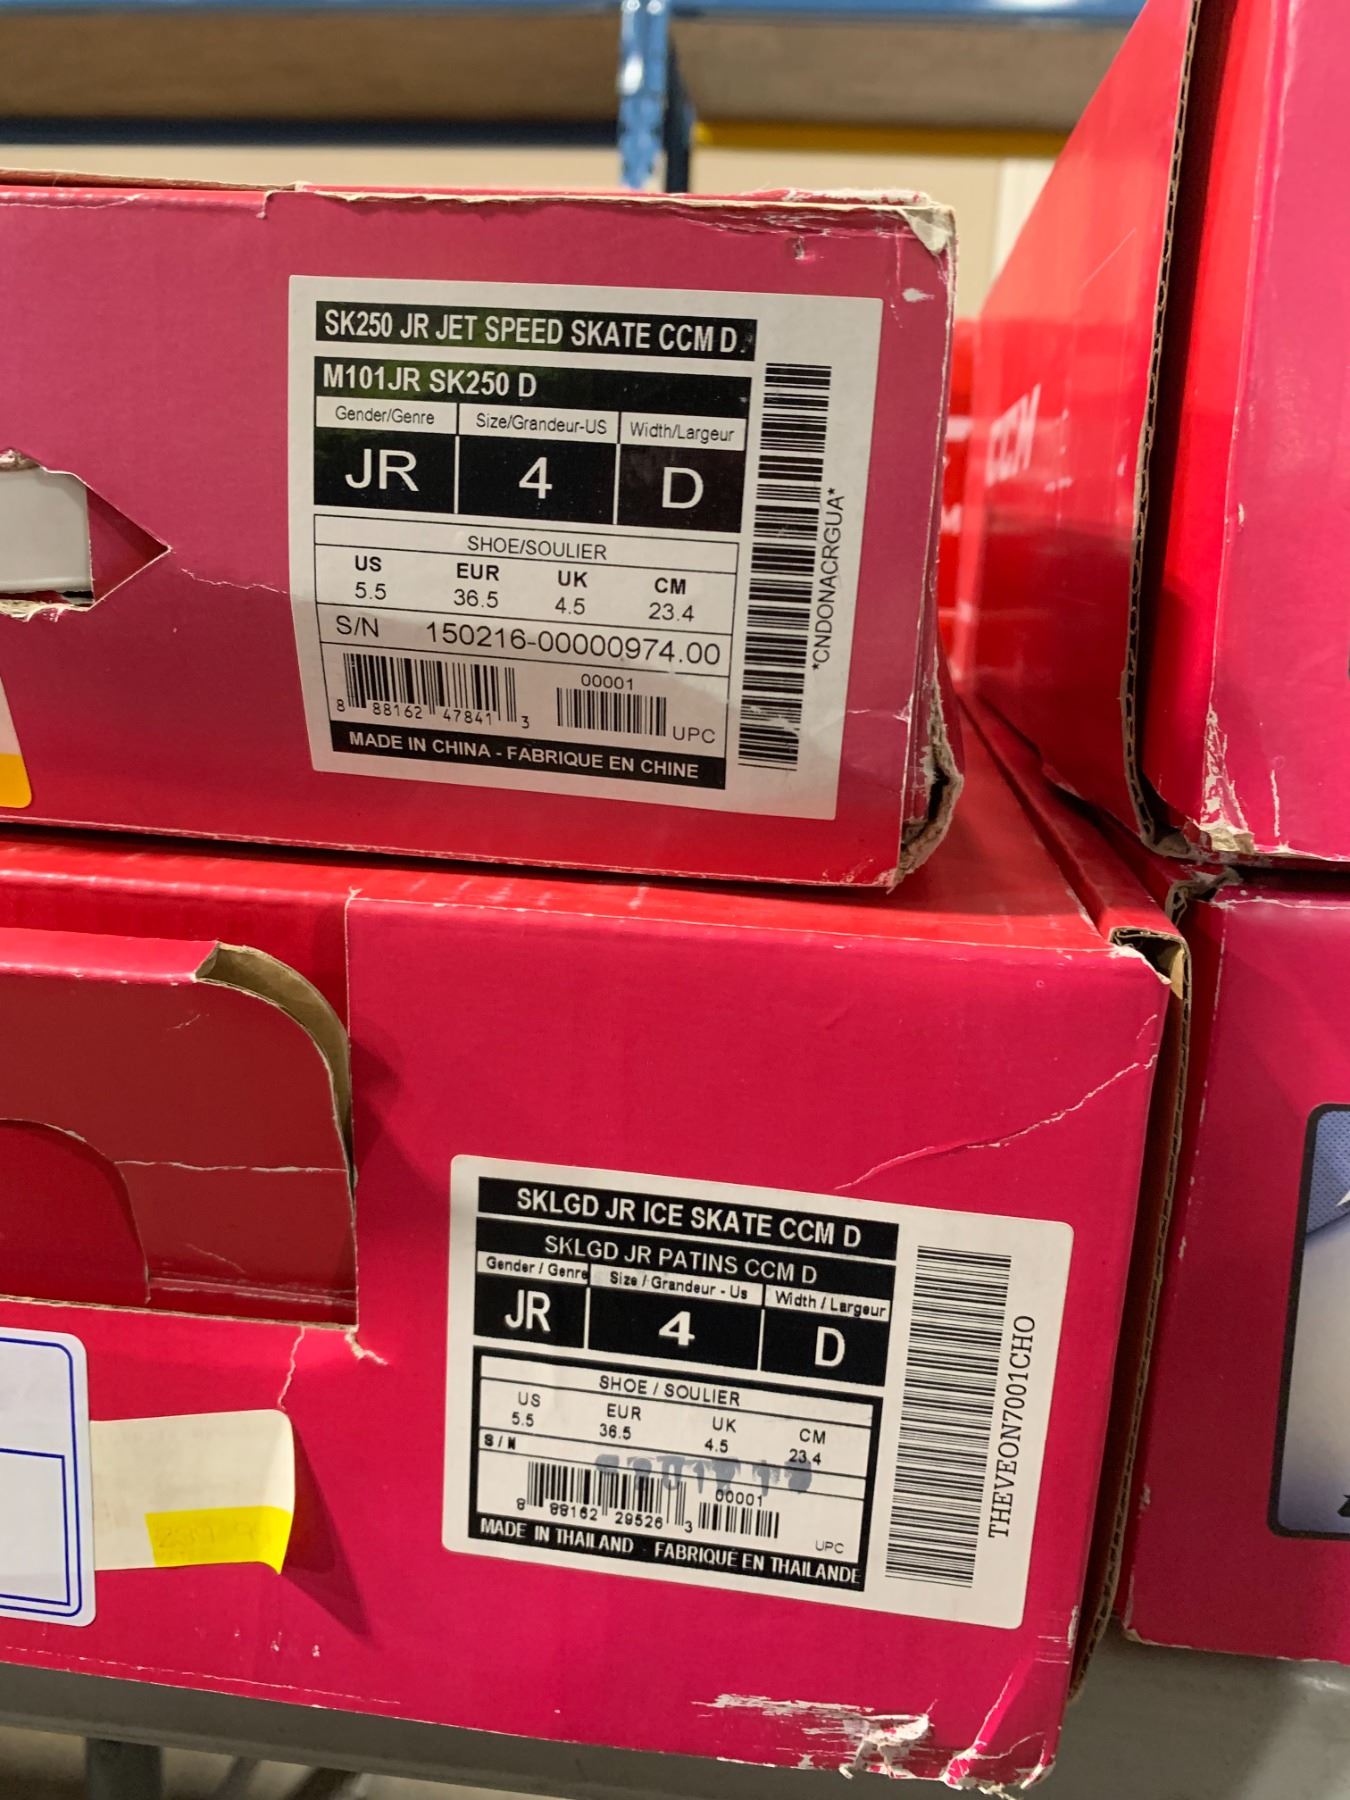 SK250 JR JET SPEED SKATE CCM D
M101JR SK250 D
Gender/Genre Size/Grandeur-US Width/Largeur
JR 4 D
SHOE/SOULIER
US EUR UK CM
5.5 36.5 4.5 23.4
S/N 150216-00000974.00
00001
8 88162 47841 3 UPC
MADE IN CHINA - FABRIQUE EN CHINE
*CNDONACRGUA*
CCM
SKLGD JR ICE SKATE CCM D
SKLGD JR PATINS CCM D
Gender / Genre Size / Grandeur - Us Width / Largeur
JR 4 D
SHOE / SOULIER
US EUR UK CM
5.5 36.5 4.5 23.4
S/N
00001
8 88162 29526 3 UPC
MADE IN THAILAND - FABRIQUE EN THAILANDE
THEVEON7001CHO